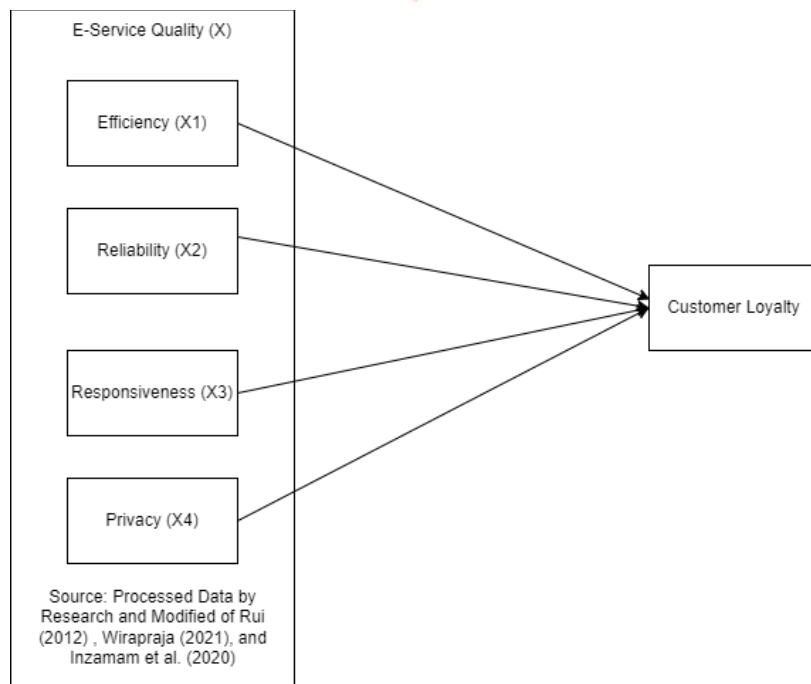 E-Service Quality (X)
Efficiency (X1)
Reliability (X2)
Customer Loyalty
Responsiveness (X3)
Privacy (X4)
Source: Processed Data by
Research and Modified of Rui
(2012) , Wirapraja (2021), and
Inzamam et al. (2020)